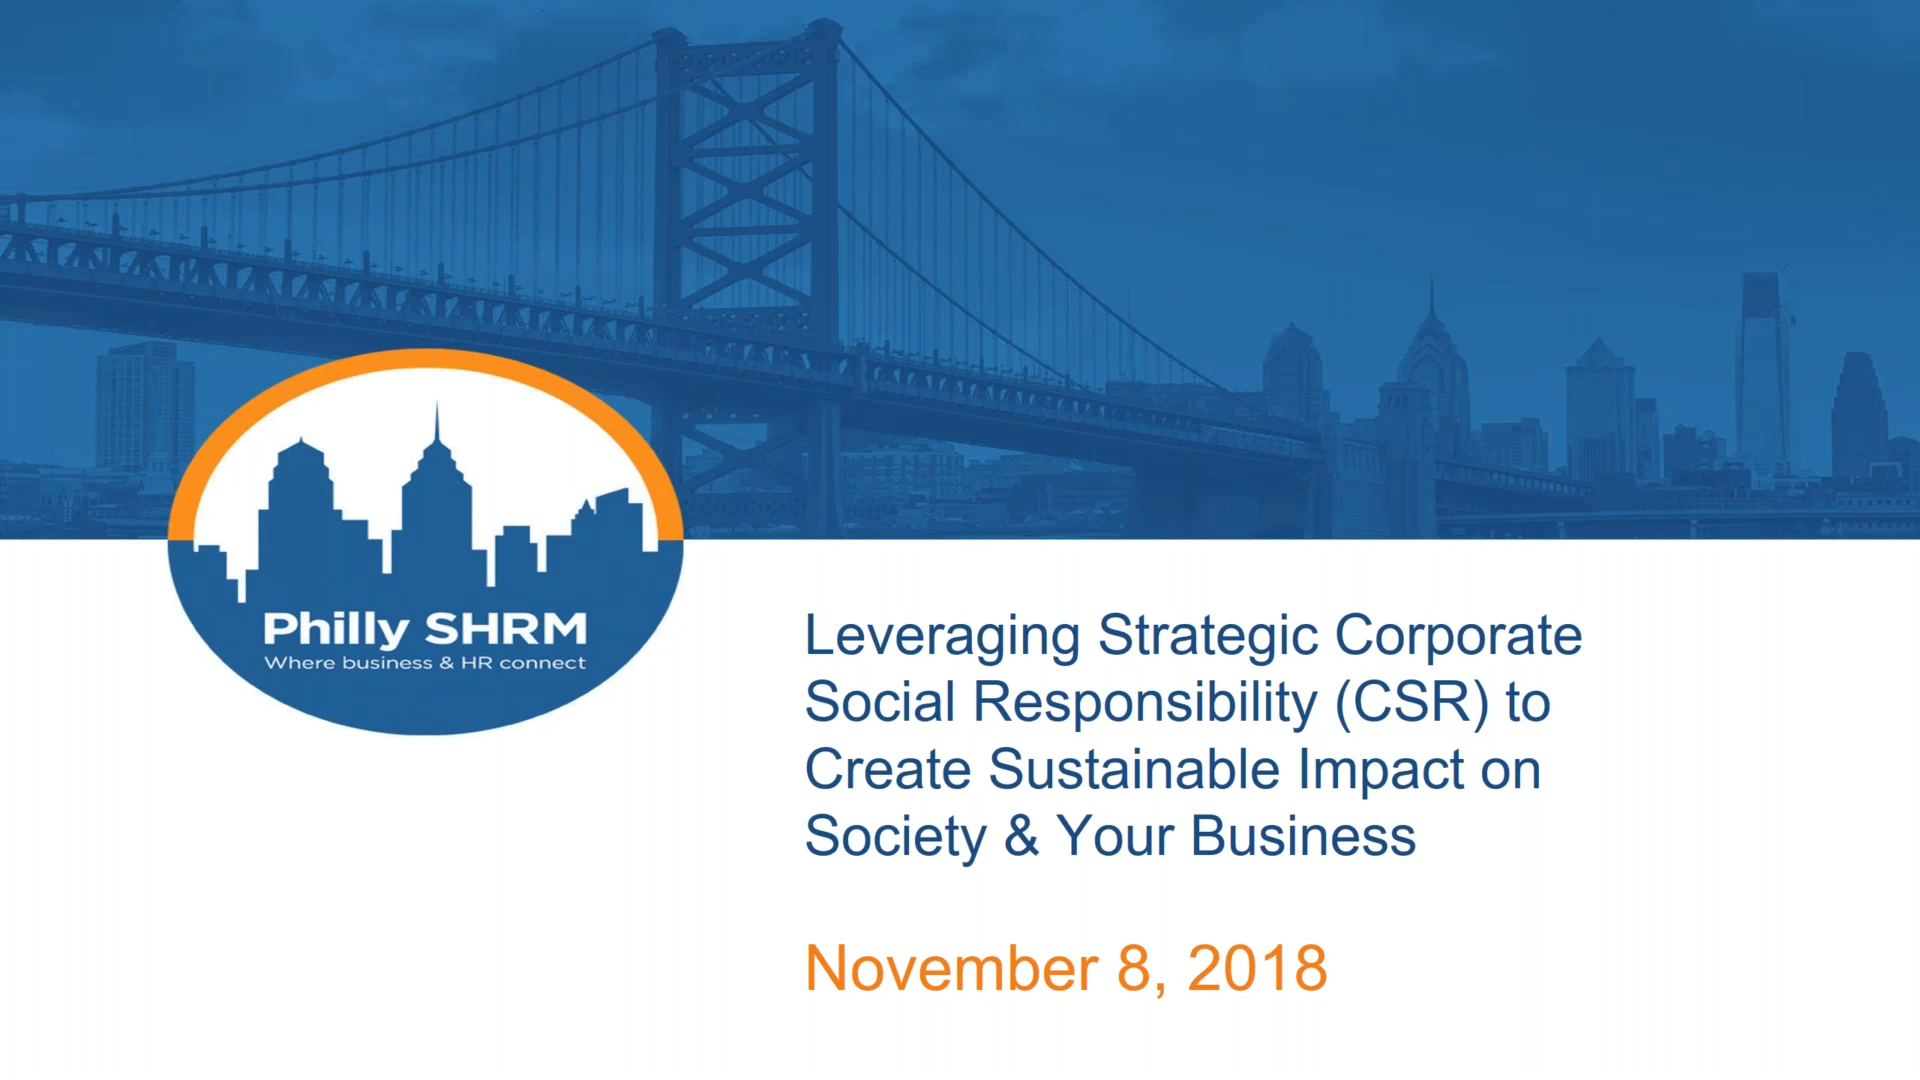 Philly SHRM
Where business & HR connect
Leveraging Strategic Corporate
Social Responsibility (CSR) to
Create Sustainable Impact on
Society & Your Business
November 8, 2018